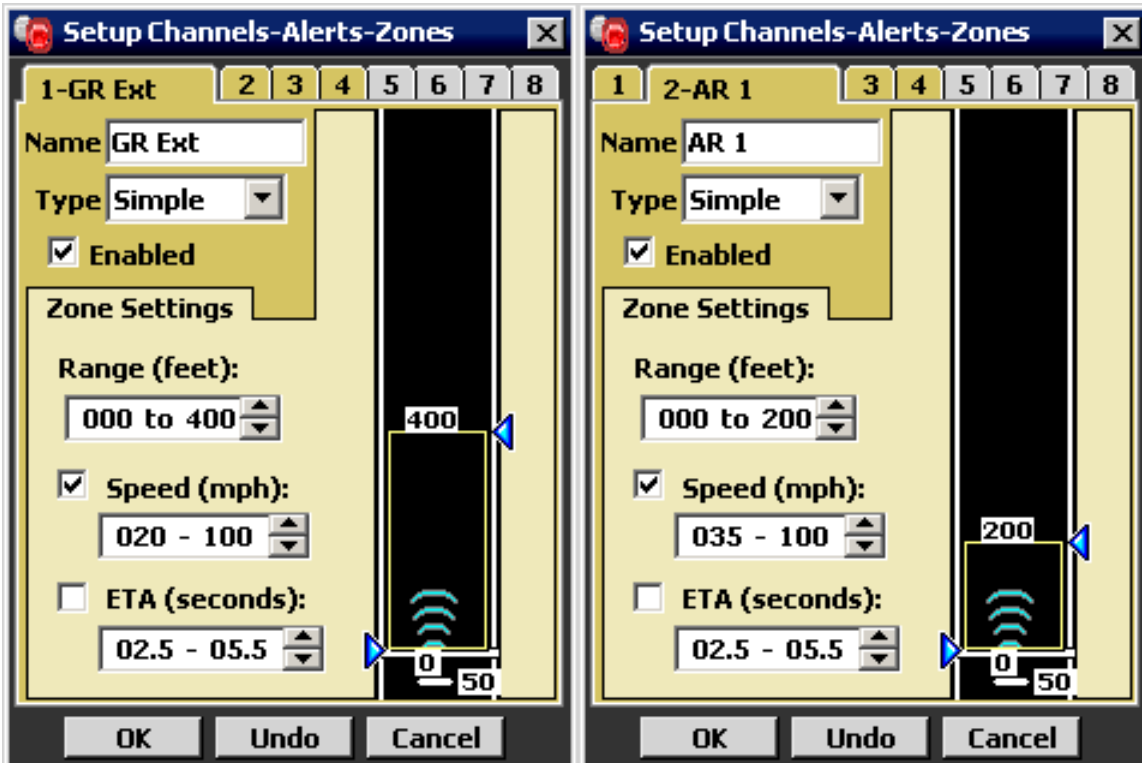 Setup Channels-Alerts-Zones
1-GR Ext 2 3 4 5 6 7 8
Name GR Ext
Type Simple
Enabled
Zone Settings
Range (feet):
000 to 400
400
Speed (mph):
020 - 100
ETA (seconds):
02.5 - 05.5
0
50
OK Undo Cancel
Setup Channels-Alerts-Zones
1 2-AR 1 3 4 5 6 7 8
Name AR 1
Type Simple
Enabled
Zone Settings
Range (feet):
000 to 200
Speed (mph):
035 - 100
200
ETA (seconds):
02.5 - 05.5
0
50
OK Undo Cancel